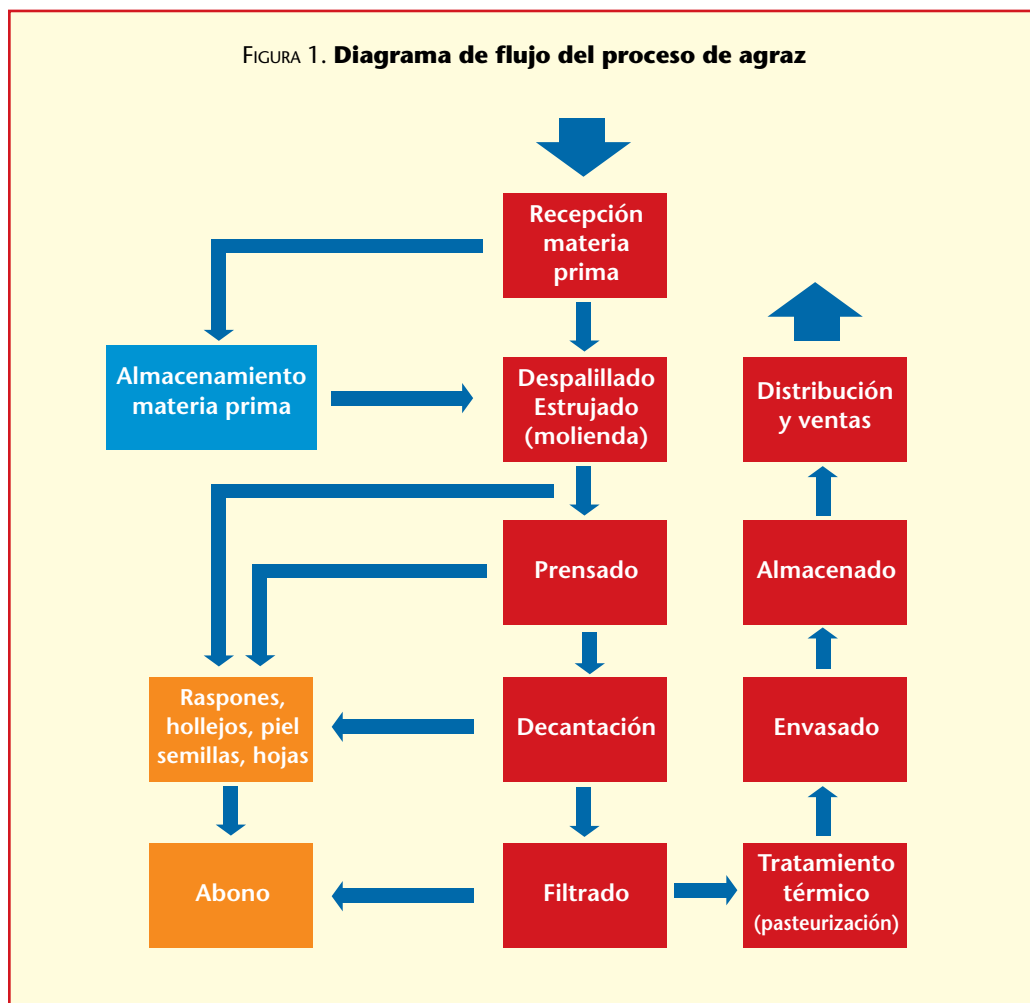 FIGURA 1. Diagrama de flujo del proceso de agraz
Recepción
materia
prima
Almacenamiento
materia prima
Despalillado
Estrujado
(molienda)
Distribución
y ventas
Prensado
Almacenado
Raspones,
hollejos, piel
semillas, hojas
Decantación
Envasado
Abono
Filtrado
Tratamiento
térmico
(pasteurización)